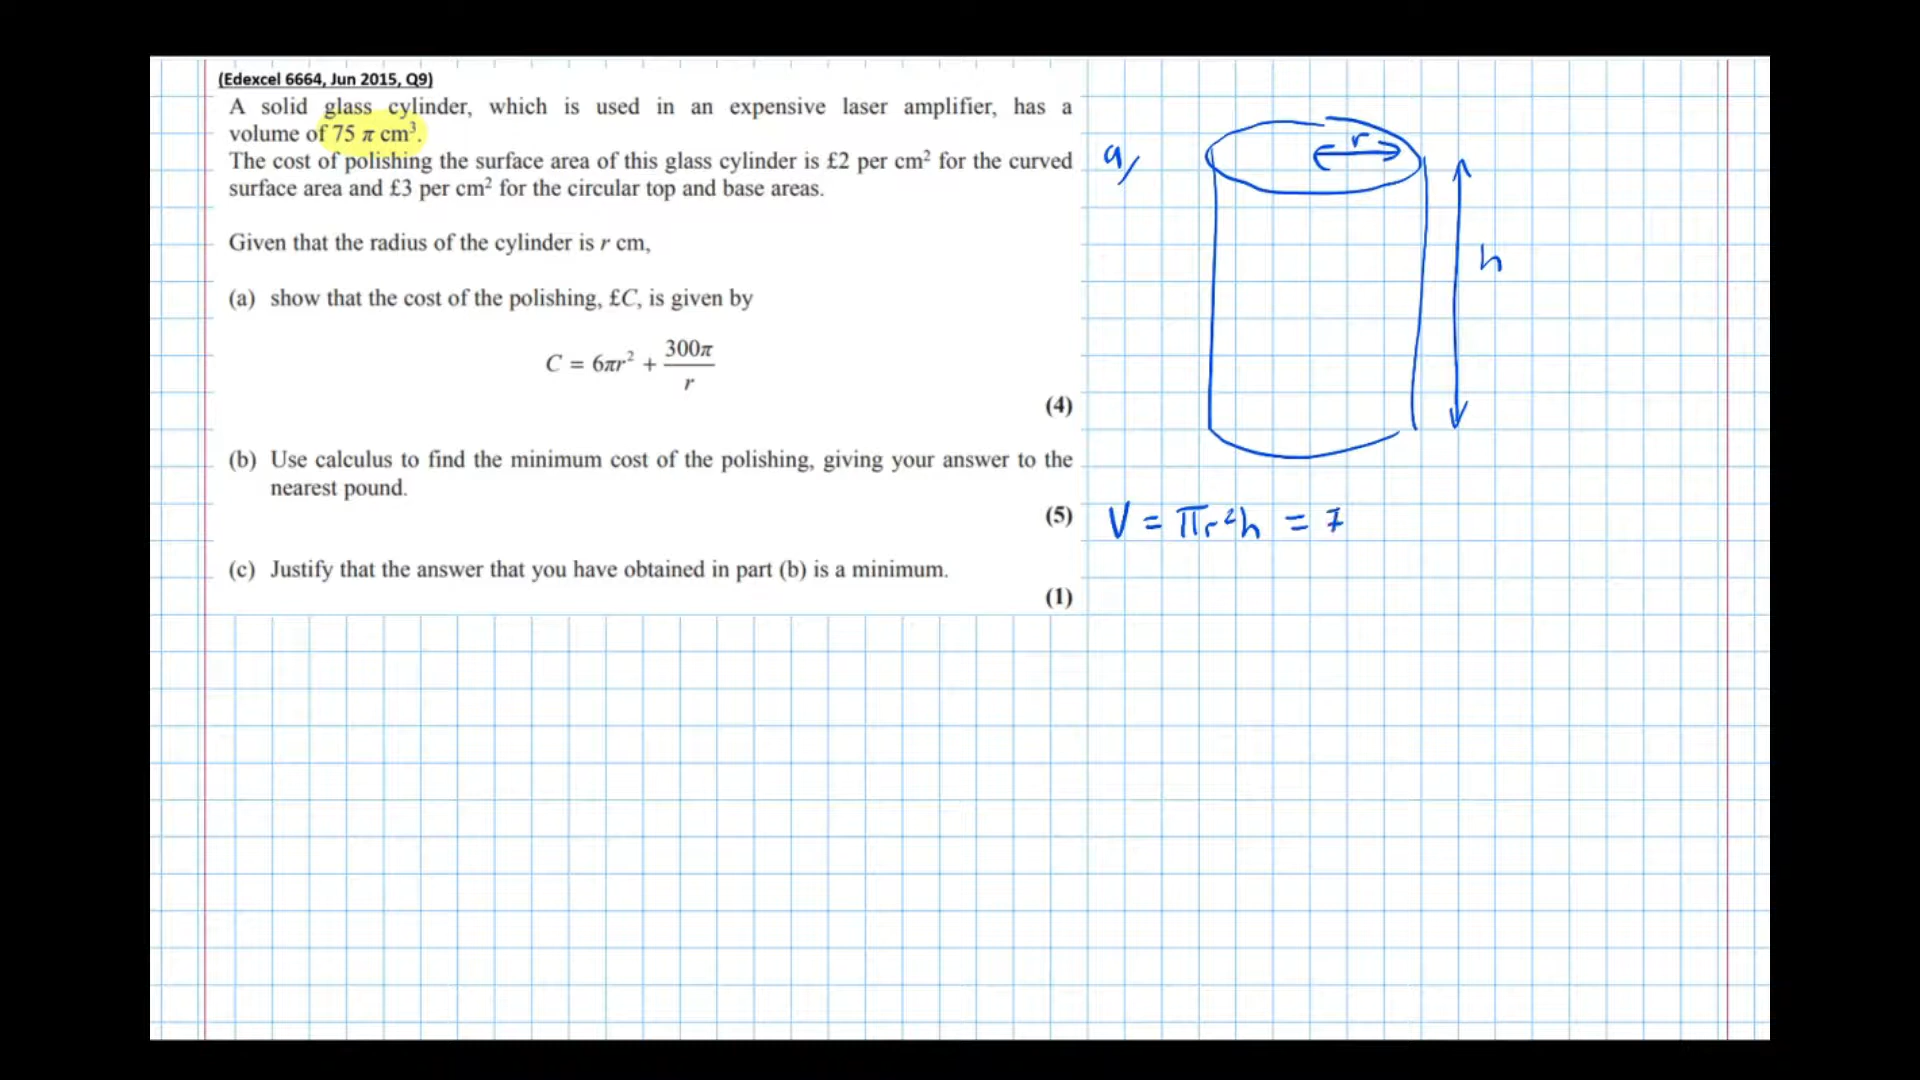 (Edexcel 6664, Jun 2015, Q9)
A solid glass cylinder, which is used in an expensive laser amplifier, has a
volume of 75 π cm³.
The cost of polishing the surface area of this glass cylinder is £2 per cm² for the curved
surface area and £3 per cm² for the circular top and base areas.
Given that the radius of the cylinder is r cm,
(a) show that the cost of the polishing, £C, is given by
C = 6πr² + 300π/r
(4)
(b) Use calculus to find the minimum cost of the polishing, giving your answer to the
nearest pound.
(5)
(c) Justify that the answer that you have obtained in part (b) is a minimum.
(1)
a/
r
h
V = πr²h = 7